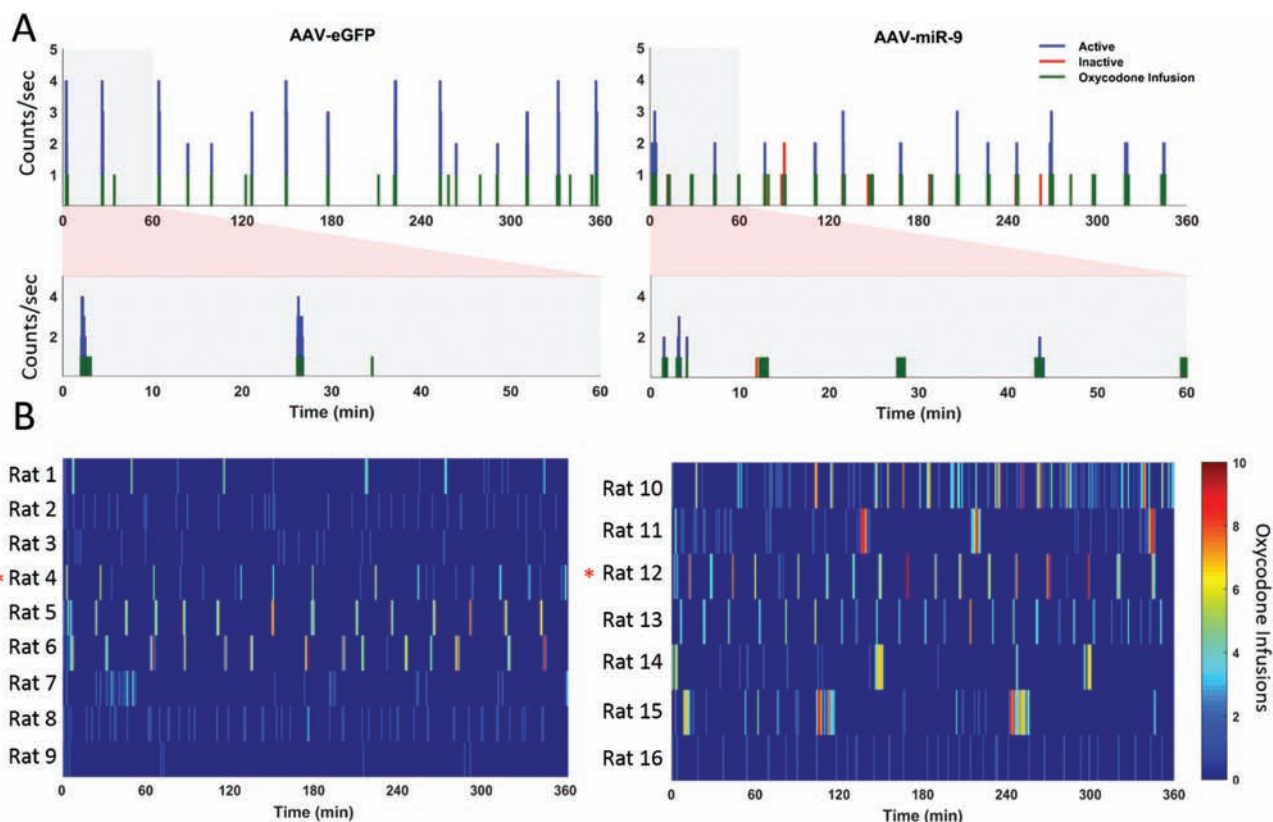 A
AAV-eGFP
AAV-miR-9
Active
Inactive
Oxycodone Infusion
Counts/sec
5
4
3
2
1
0 60 120 180 240 300 360
5
4
3
2
1
0 60 120 180 240 300 360
Counts/sec
4
2
0 10 20 30 40 50 60
Time (min)
4
2
0 10 20 30 40 50 60
Time (min)
B
Rat 1
Rat 2
Rat 3
* Rat 4
Rat 5
Rat 6
Rat 7
Rat 8
Rat 9
0 60 120 180 240 300 360
Time (min)
Rat 10
Rat 11
* Rat 12
Rat 13
Rat 14
Rat 15
Rat 16
0 60 120 180 240 300 360
Time (min)
10
8
6
4
2
0
Oxycodone Infusions